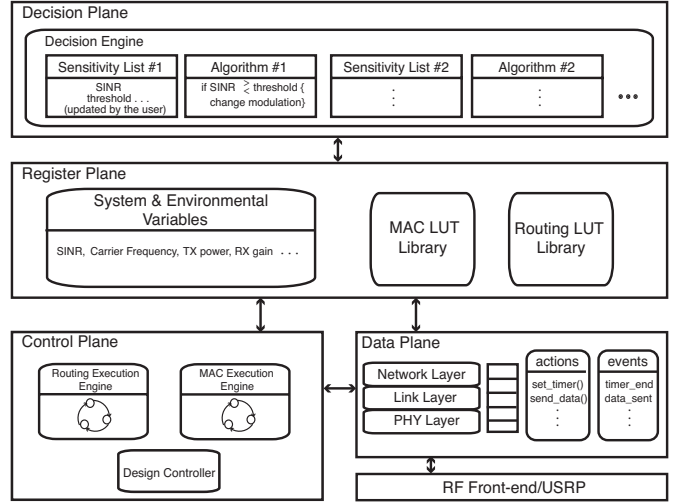 Decision Plane
Decision Engine
Sensitivity List #1
SINR
threshold . . .
(updated by the user)
Algorithm #1
if SINR >< threshold {
change modulation}
Sensitivity List #2
Algorithm #2
Register Plane
System & Environmental
Variables
SINR, Carrier Frequency, TX power, RX gain . . .
MAC LUT
Library
Routing LUT
Library
Control Plane
Routing Execution
Engine
MAC Execution
Engine
Design Controller
Data Plane
Network Layer
Link Layer
PHY Layer
actions
set_timer()
send_data()
events
timer_end
data_sent
RF Front-end/USRP